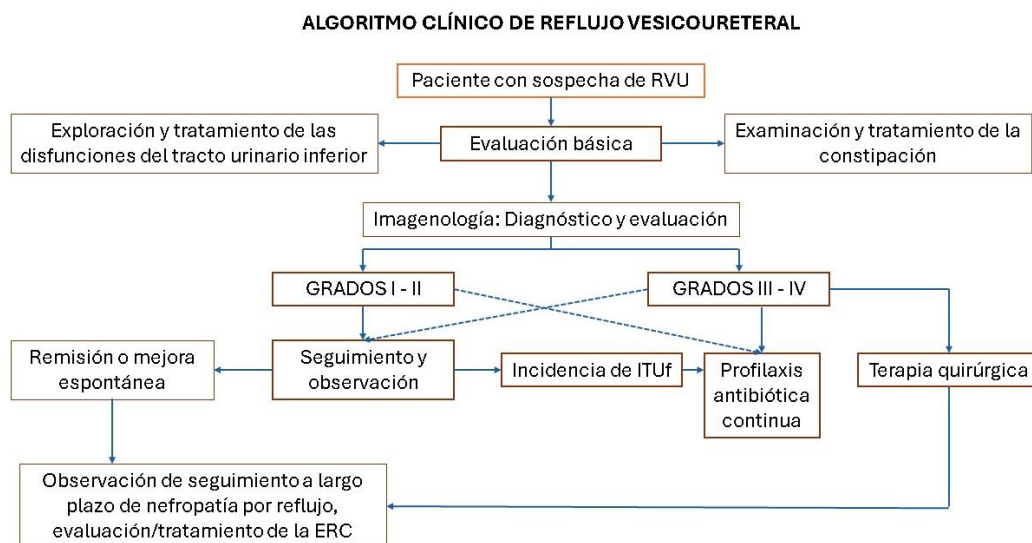 ALGORITMO CLÍNICO DE REFLUJO VESICOURETERAL
Paciente con sospecha de RVU
Exploración y tratamiento de las
disfunciones del tracto urinario inferior
Evaluación básica
Examinación y tratamiento de la
constipación
Imagenología: Diagnóstico y evaluación
GRADOS I - II
GRADOS III - IV
Remisión o mejora
espontánea
Seguimiento y
observación
Incidencia de ITUf
Profilaxis
antibiótica
continua
Terapia quirúrgica
Observación de seguimiento a largo
plazo de nefropatía por reflujo,
evaluación/tratamiento de la ERC